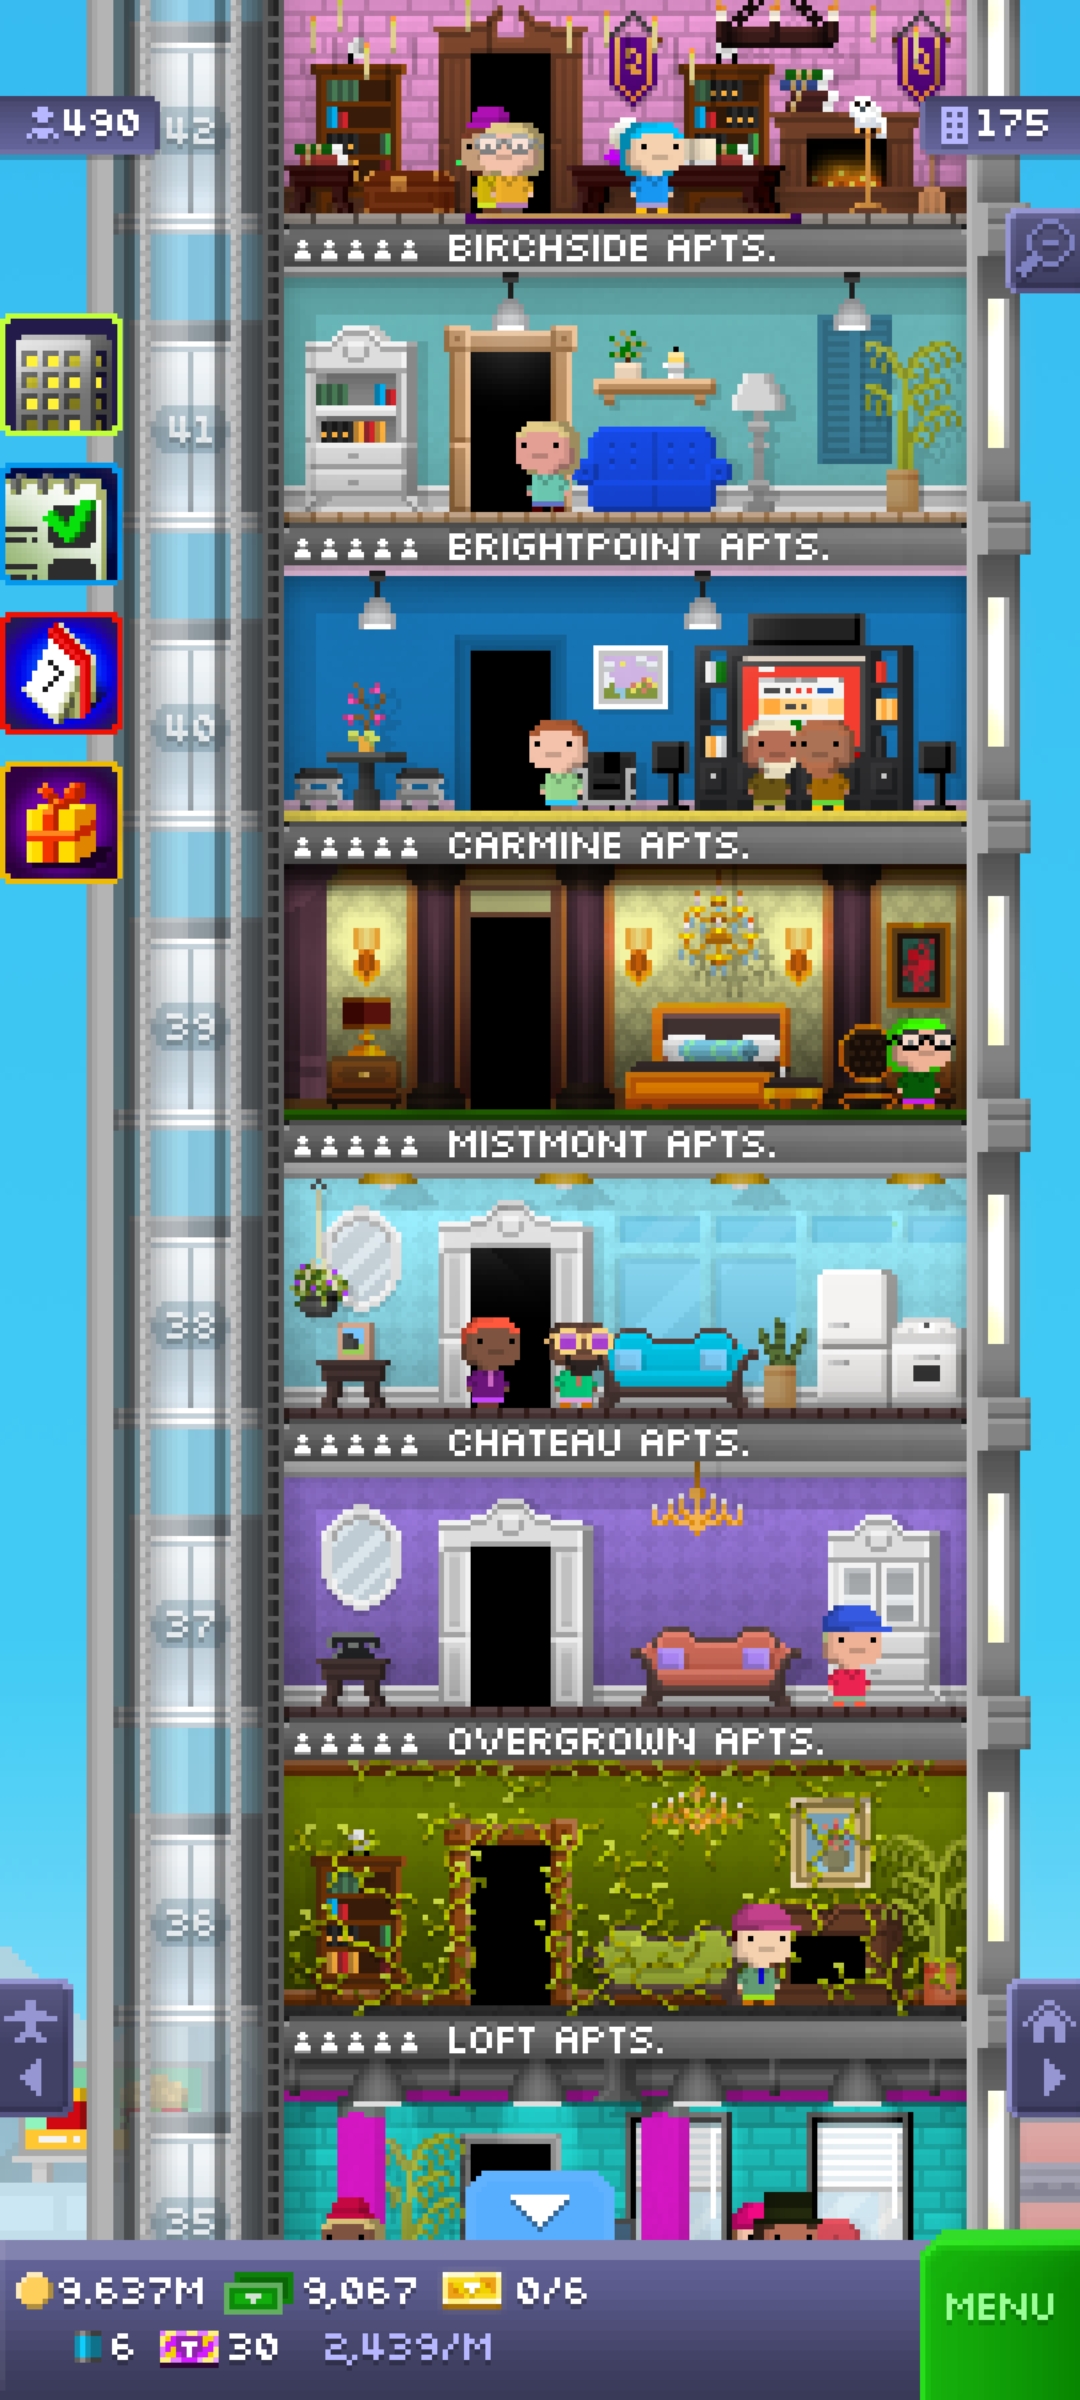 490
42
175
BIRCHSIDE APTS.
41
BRIGHTPOINT APTS.
40
CARMINE APTS.
39
MISTMONT APTS.
38
CHATEAU APTS.
37
OVERGROWN APTS.
36
LOFT APTS.
35
9.637M 9,067 0/6
6 T 30 2,439/M
MENU